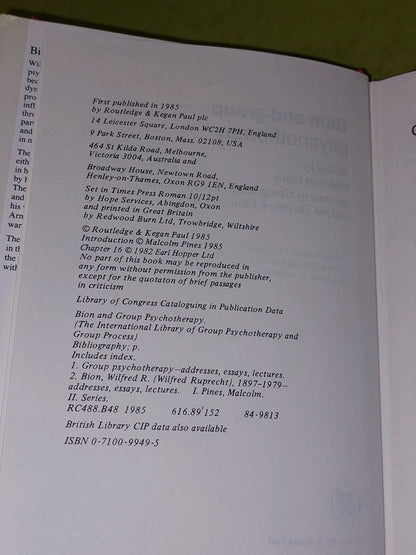 First published in 1985
by Routledge & Kegan Paul plc
14 Leicester Square, London WC2H 7PH, England
9 Park Street, Boston, Mass. 02108, USA
464 St Kilda Road, Melbourne,
Victoria 3004, Australia and
Broadway House, Newtown Road,
Henley-on-Thames, Oxon RG9 1EN, England
Set in Times Press Roman 10/12pt
by Hope Services, Abingdon, Oxon
and printed in Great Britain
by Redwood Burn Ltd, Trowbridge, Wiltshire
© Routledge & Kegan Paul 1985
Introduction © Malcolm Pines 1985
Chapter 16 © 1982 Earl Hopper Ltd
No part of this book may be reproduced in
any form without permission from the publisher,
except for the quotaton of brief passages
in criticism
Library of Congress Cataloguing in Publication Data
Bion and Group Psychotherapy.
(The International Library of Group Psychotherapy and
Group Process)
Bibliography; p.
Includes index.
1. Group psychotherapy—addresses, essays, lectures.
2. Bion, Wilfred R. (Wilfred Ruprecht), 1897-1979—
addresses, essays, lectures. I. Pines, Malcolm.
II. Series.
RC488.B48 1985 616.89'152 84-9813
British Library CIP data also available
ISBN 0-7100-9949-5